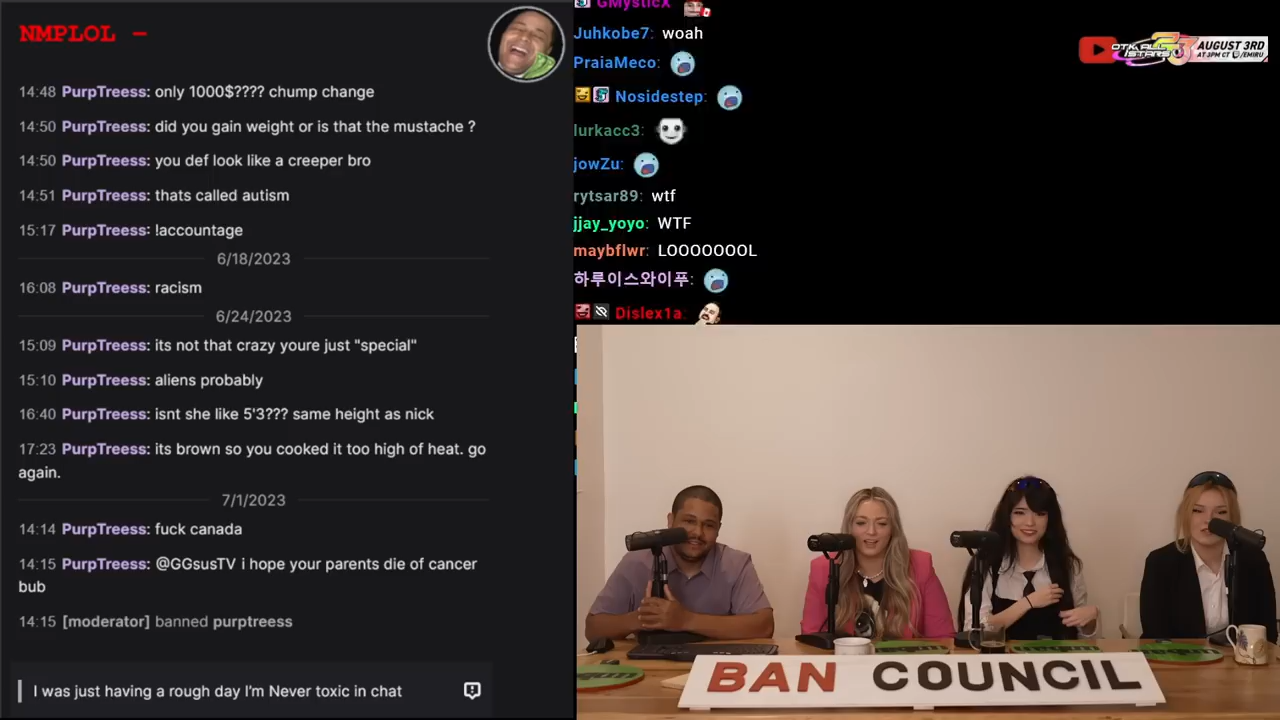 NMPLOL –
14:48 PurpTreess: only 1000$???? chump change
14:50 PurpTreess: did you gain weight or is that the mustache ?
14:50 PurpTreess: you def look like a creeper bro
14:51 PurpTreess: thats called autism
15:17 PurpTreess: !accountage
6/18/2023
16:08 PurpTreess: racism
6/24/2023
15:09 PurpTreess: its not that crazy youre just "special"
15:10 PurpTreess: aliens probably
16:40 PurpTreess: isnt she like 5'3??? same height as nick
17:23 PurpTreess: its brown so you cooked it too high of heat. go
again.
7/1/2023
14:14 PurpTreess: fuck canada
14:15 PurpTreess: @GGsusTV i hope your parents die of cancer
bub
14:15 [moderator] banned purptreess
I was just having a rough day I'm Never toxic in chat
GMysticX
Juhkobe7: woah
PraiaMeco:
Nosidestep:
lurkacc3:
jowZu:
rytsar89: wtf
jjay_yoyo: WTF
maybflwr: LOOOOOOOL
하루이스와이푸:
Dislex1a:
OTK ALL
STARS
AUGUST 3RD
AT 3PM CT /EMIRU
BAN COUNCIL